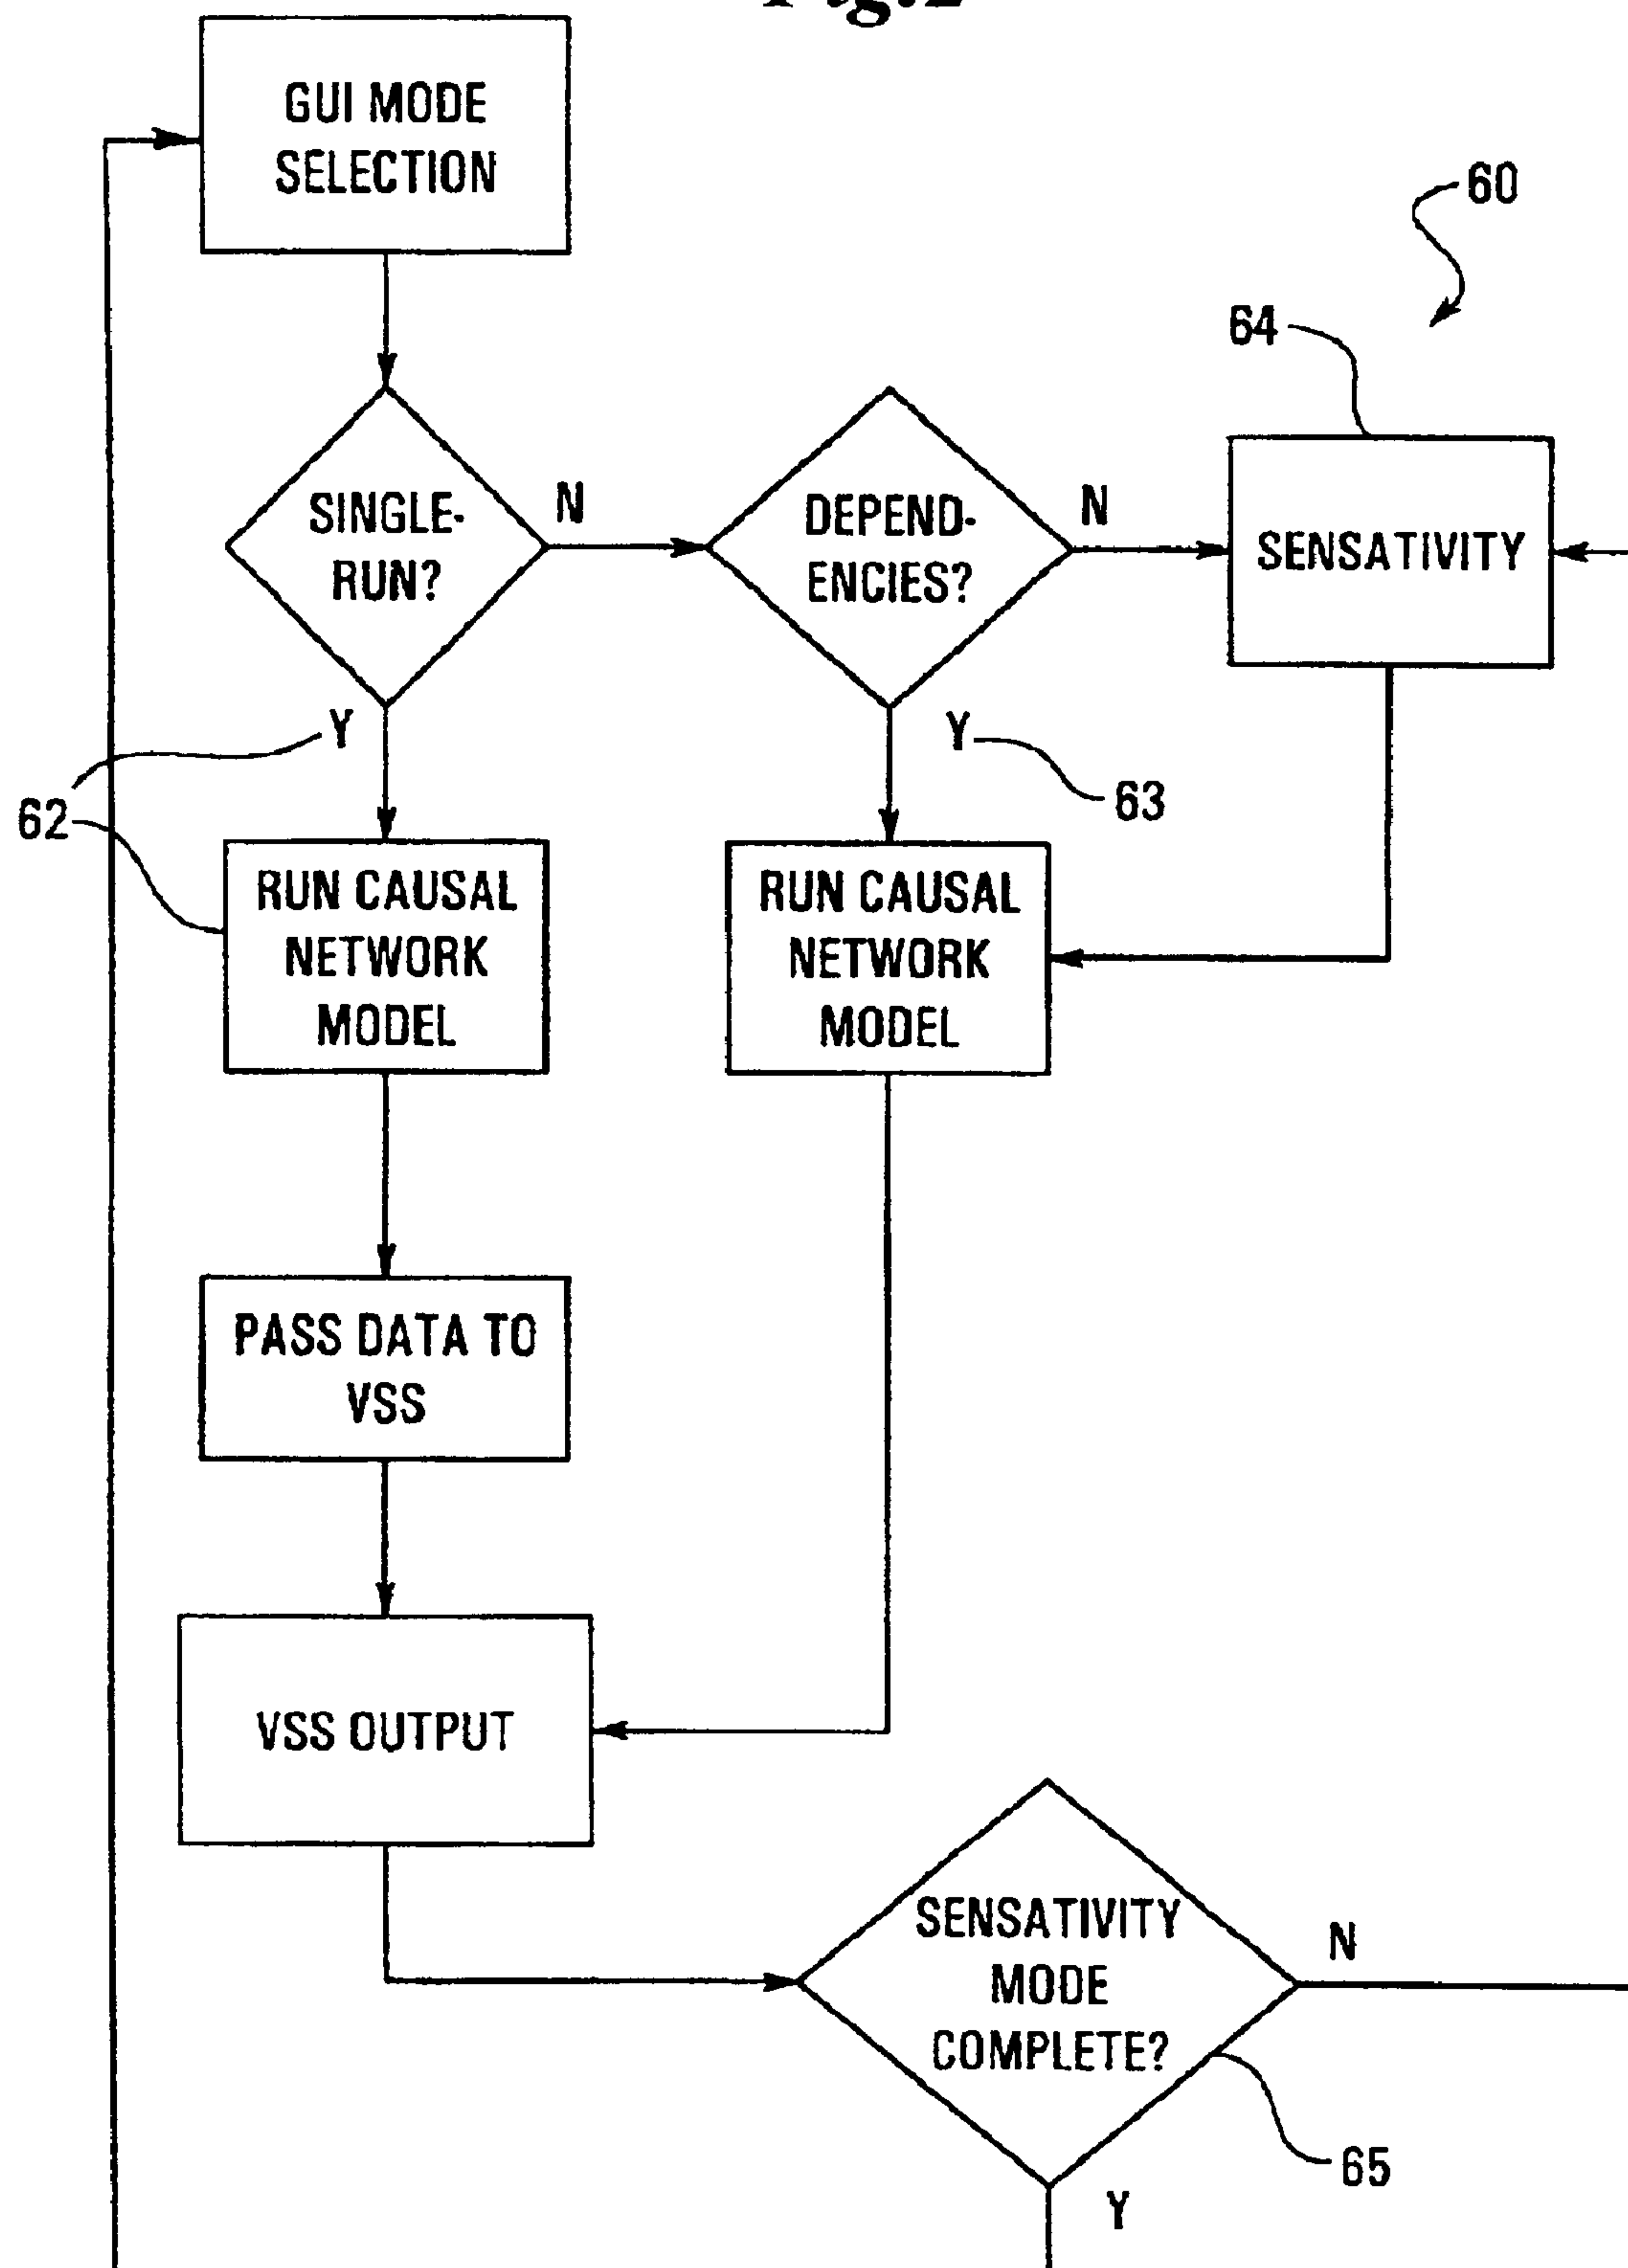 GUI MODE
SELECTION
60
64
SINGLE-
RUN?
N
DEPEND-
ENCIES?
N
SENSATIVITY
Y
62
Y
63
RUN CAUSAL
NETWORK
MODEL
RUN CAUSAL
NETWORK
MODEL
PASS DATA TO
VSS
VSS OUTPUT
SENSATIVITY
MODE
COMPLETE?
N
65
Y